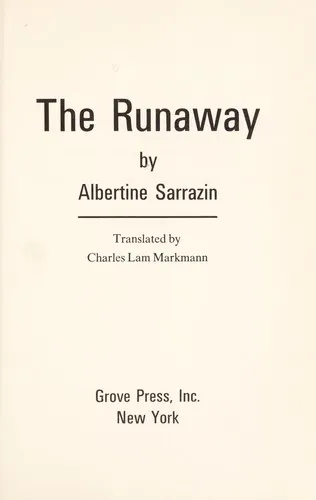 The Runaway
by
Albertine Sarrazin
Translated by
Charles Lam Markmann
Grove Press, Inc.
New York